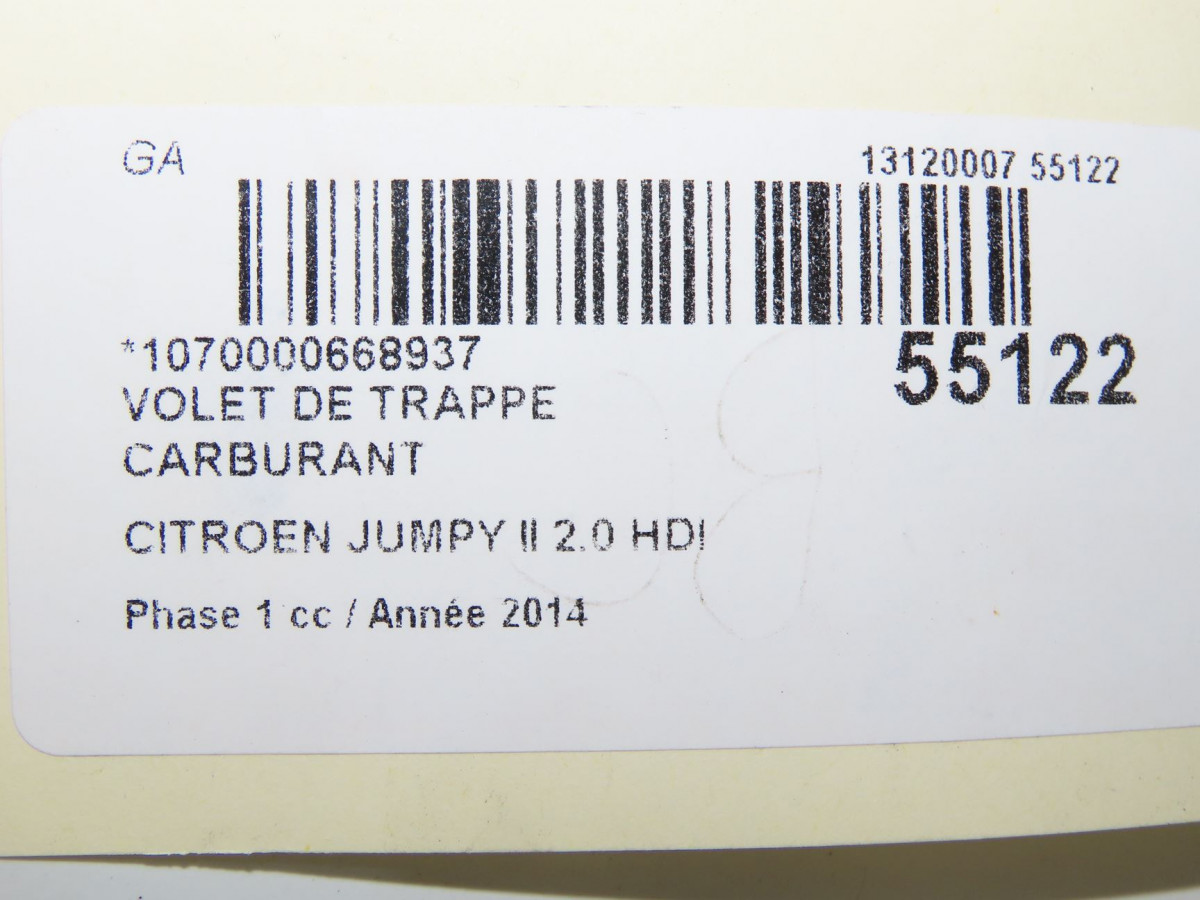 GA
13120007 55122
*1070000668937
55122
VOLET DE TRAPPE
CARBURANT
CITROEN JUMPY II 2.0 HDI
Phase 1 cc / Année 2014